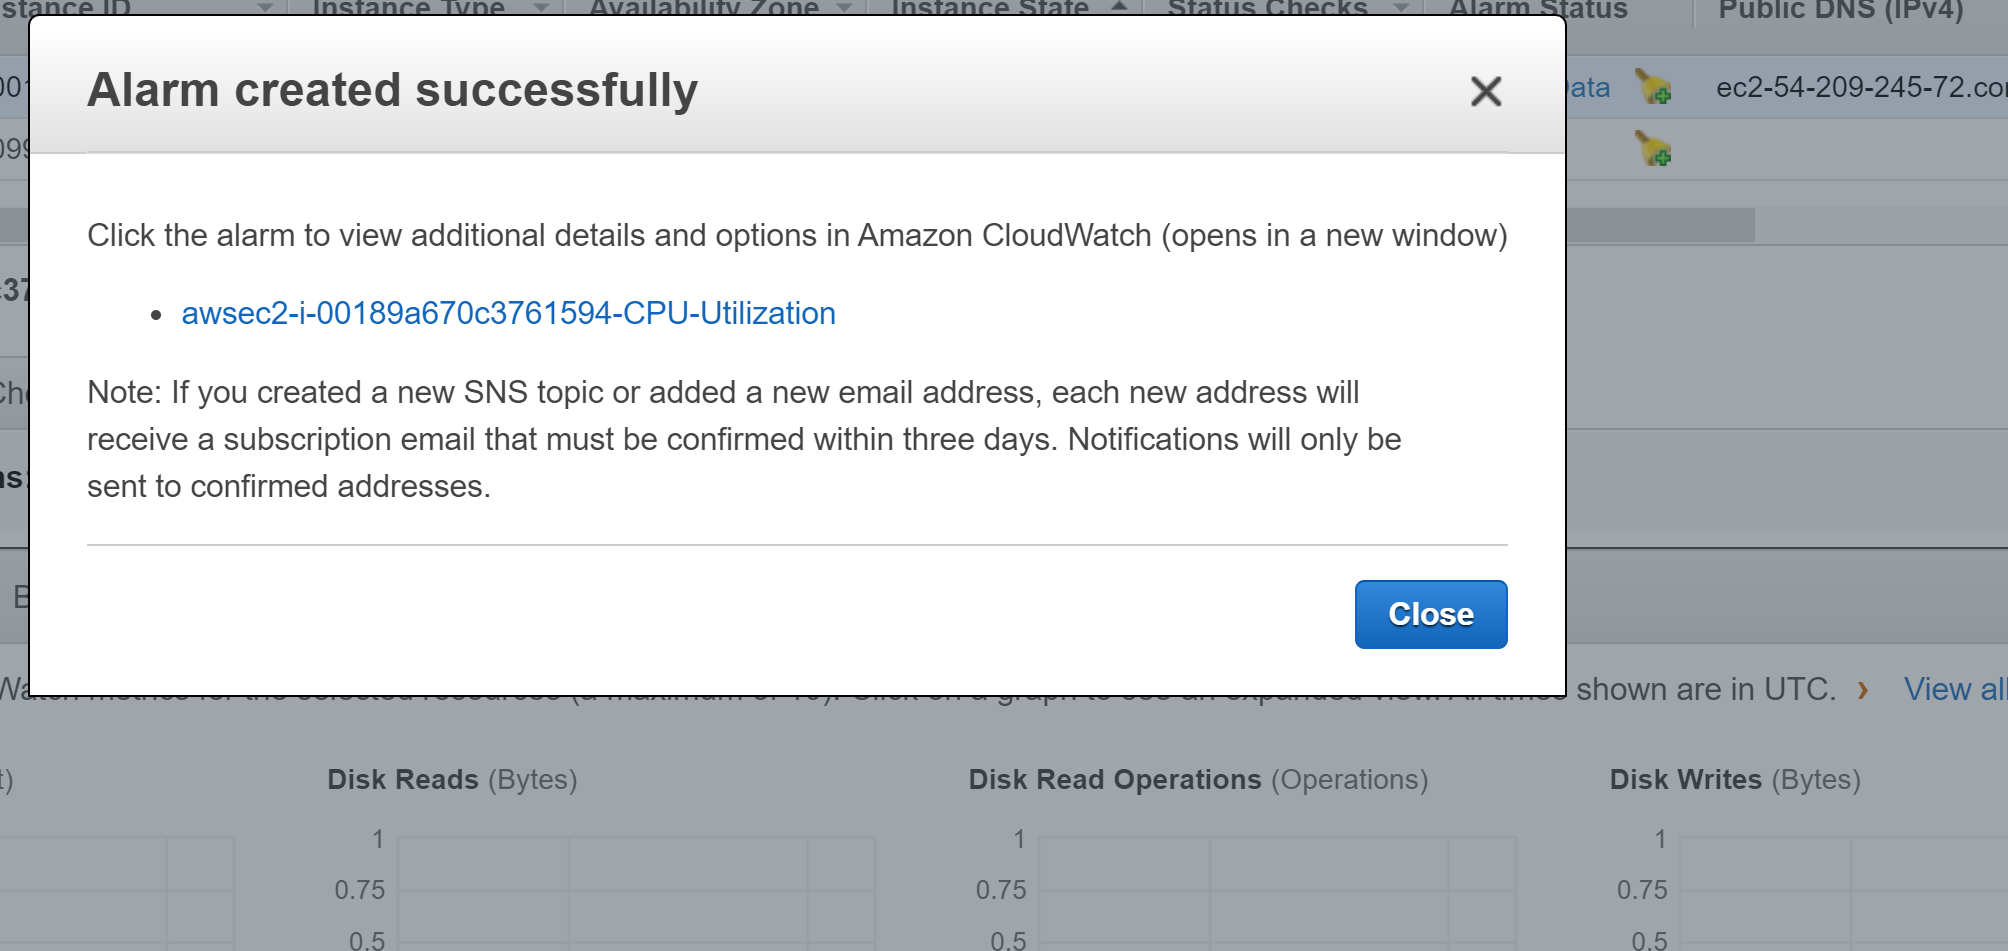 Instance Type Availability Zone Instance State Status Checks Alarm Status Public DNS (IPv4)
Alarm created successfully
ec2-54-209-245-72.co
Click the alarm to view additional details and options in Amazon CloudWatch (opens in a new window)
awsec2-i-00189a670c3761594-CPU-Utilization
Note: If you created a new SNS topic or added a new email address, each new address will
receive a subscription email that must be confirmed within three days. Notifications will only be
sent to confirmed addresses.
Close
shown are in UTC. View all
Disk Reads (Bytes) Disk Read Operations (Operations) Disk Writes (Bytes)
1 1 1
0.75 0.75 0.75
0.5 0.5 0.5